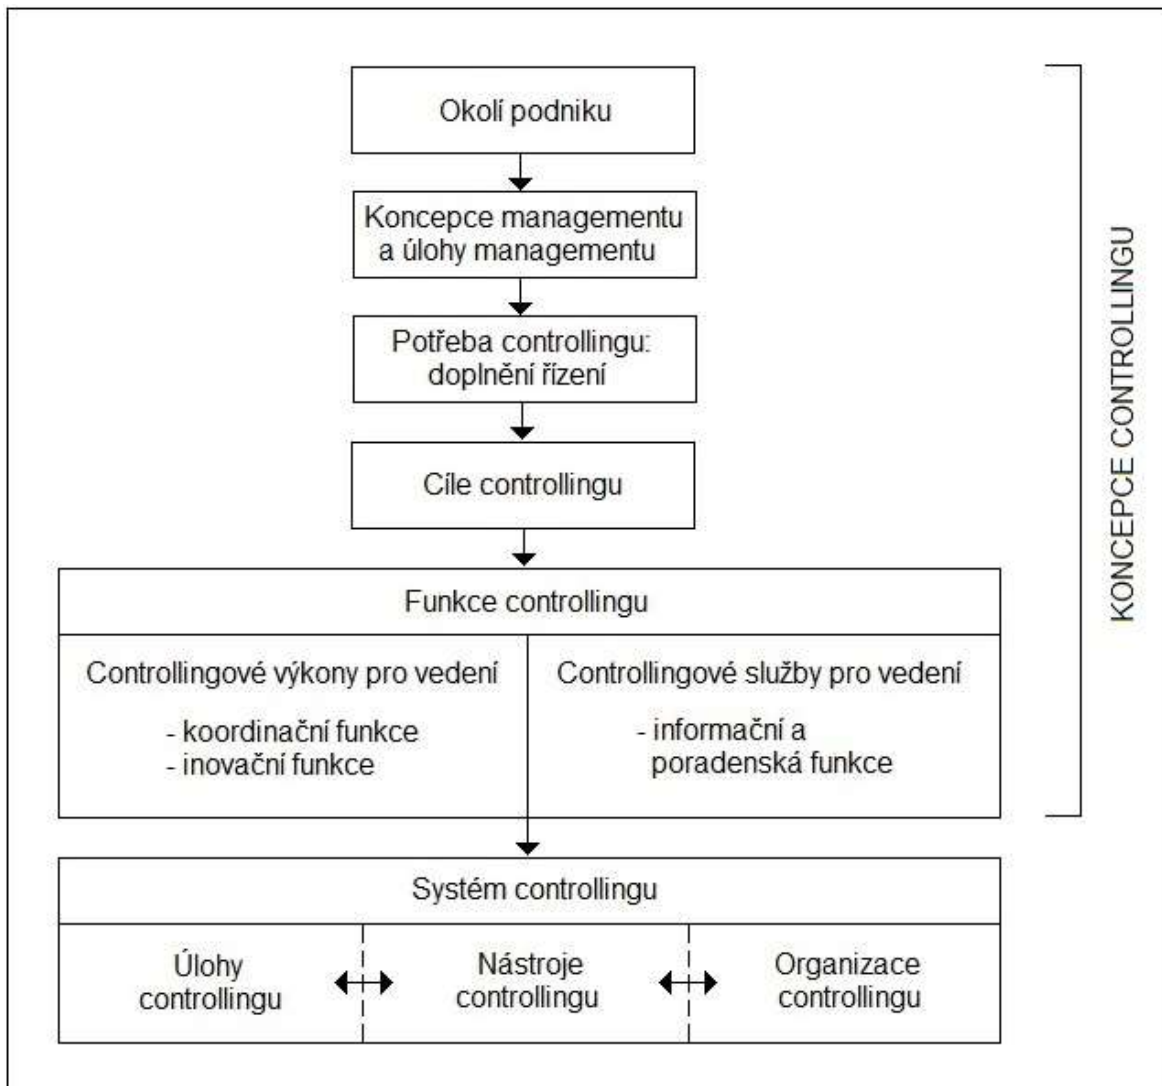 Okolí podniku
Koncepce managementu
a úlohy managementu
Potřeba controllingu:
doplnění řízení
Cíle controllingu
Funkce controllingu
Controllingové výkony pro vedení
- koordinační funkce
- inovační funkce
Controllingové služby pro vedení
- informační a
poradenská funkce
Systém controllingu
Úlohy
controllingu
Nástroje
controllingu
Organizace
controllingu
KONCEPCE CONTROLLINGU